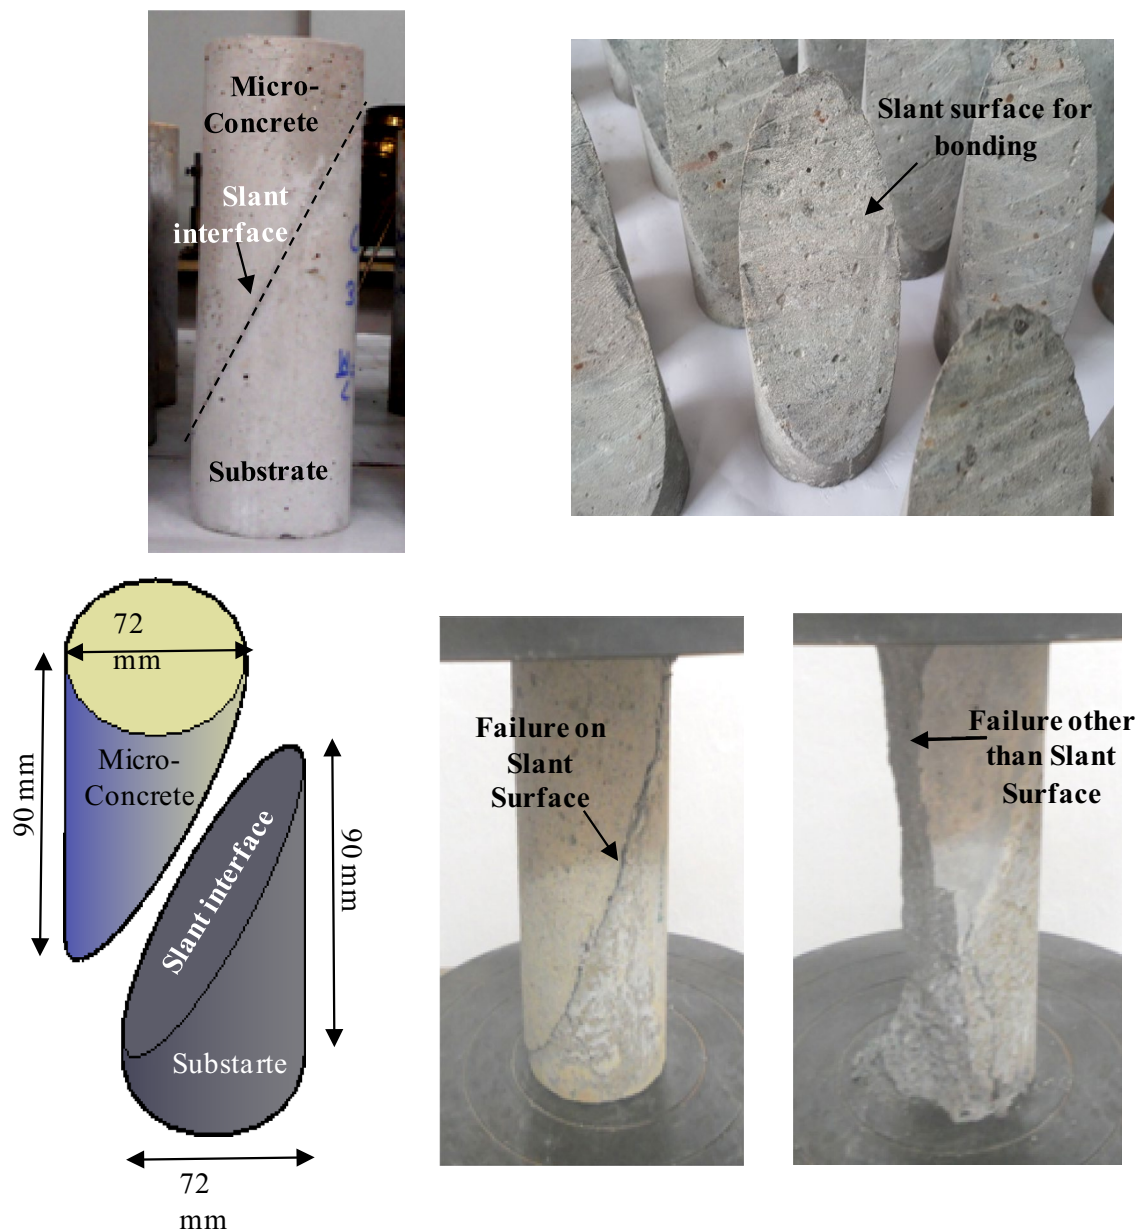 Micro-
Concrete
Slant
interface
Substrate
Slant surface for
bonding
72
mm
90 mm
Micro-
Concrete
Slant interface
90 mm
Substarte
72
mm
Failure on
Slant
Surface
Failure other
than Slant
Surface